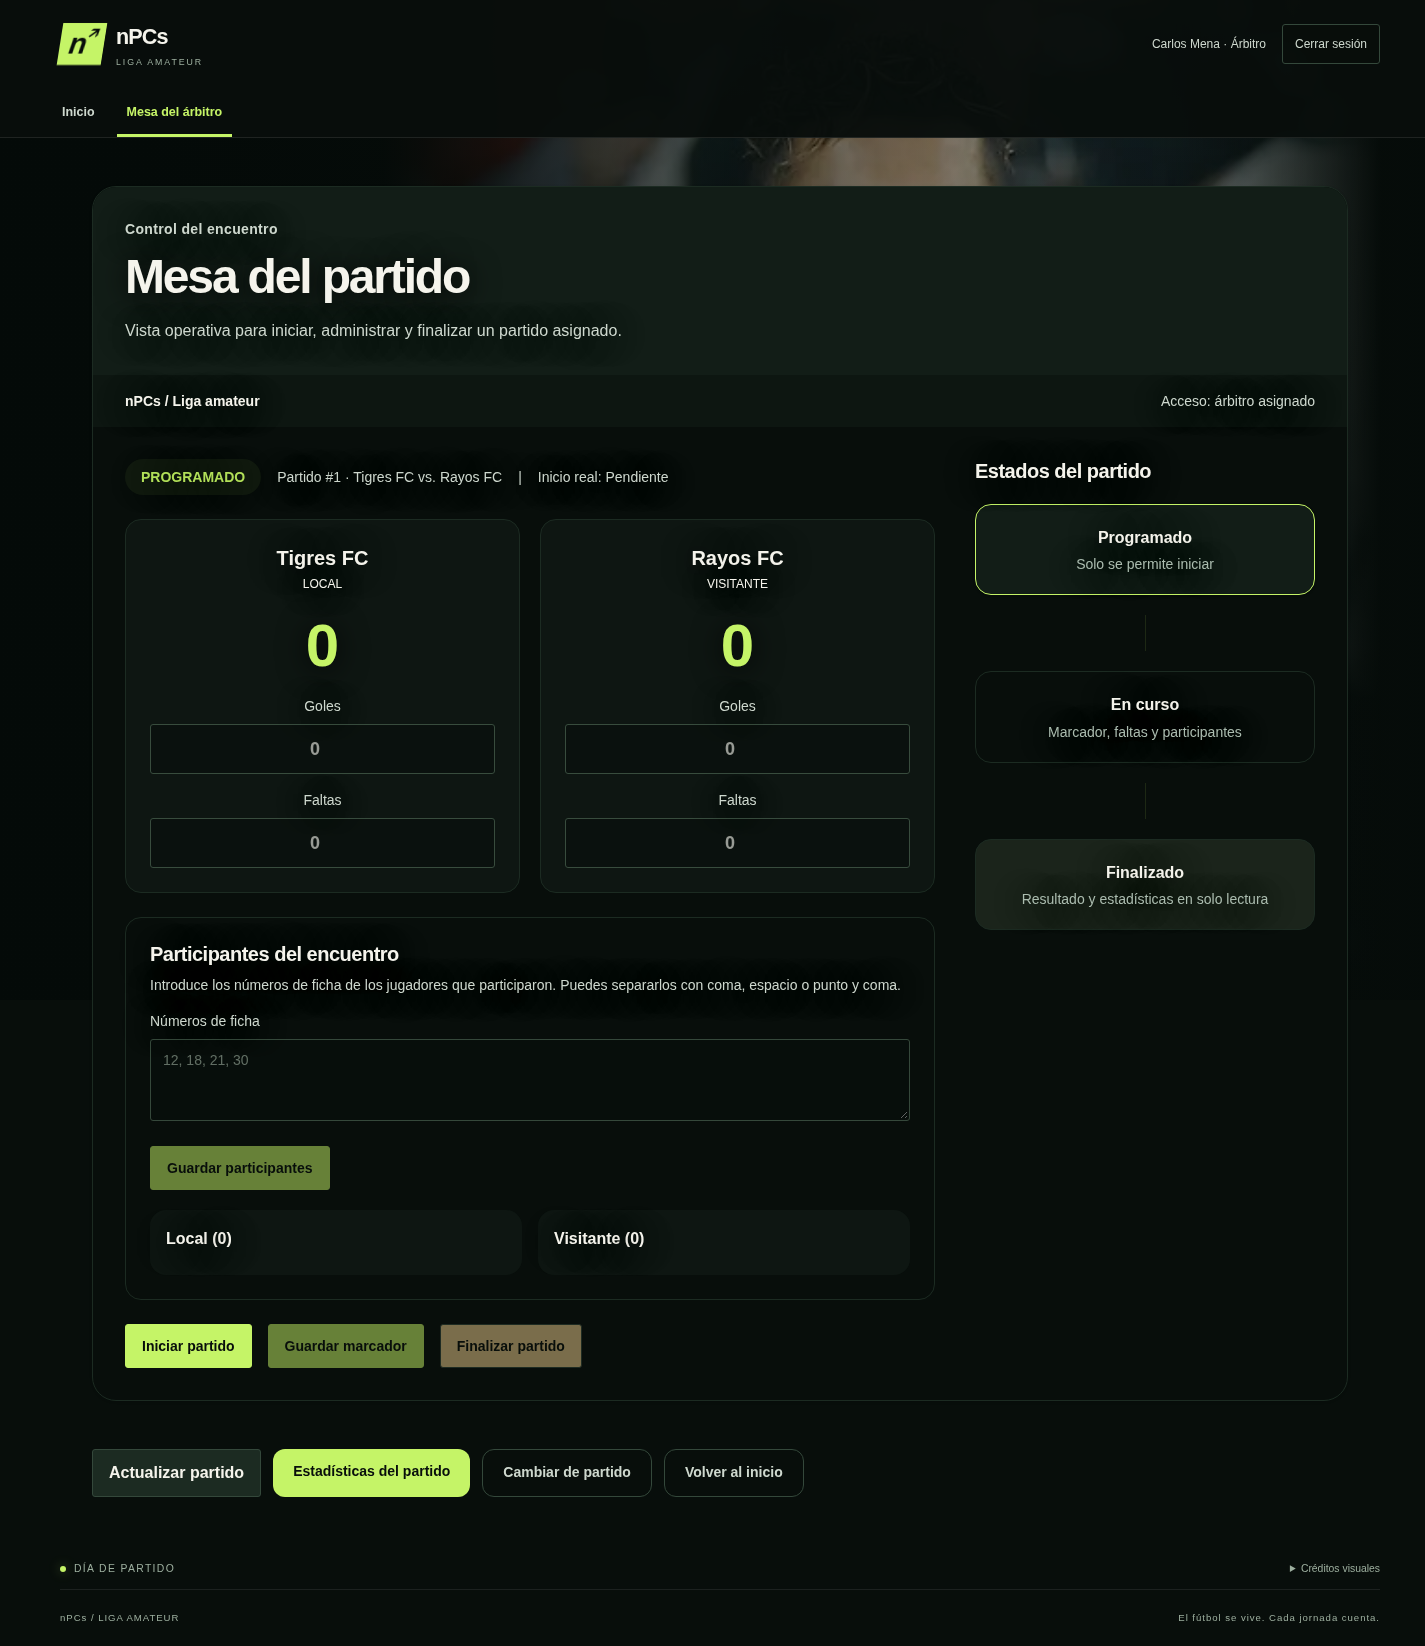 n
nPCs
LIGA AMATEUR
Carlos Mena · Árbitro
Cerrar sesión
Inicio
Mesa del árbitro
Control del encuentro
Mesa del partido
Vista operativa para iniciar, administrar y finalizar un partido asignado.
nPCs / Liga amateur
Acceso: árbitro asignado
PROGRAMADO
Partido #1 · Tigres FC vs. Rayos FC | Inicio real: Pendiente
Tigres FC
LOCAL
0
Goles
0
Faltas
0
Rayos FC
VISITANTE
0
Goles
0
Faltas
0
Participantes del encuentro
Introduce los números de ficha de los jugadores que participaron. Puedes separarlos con coma, espacio o punto y coma.
Números de ficha
12, 18, 21, 30
Guardar participantes
Local (0)
Visitante (0)
Iniciar partido
Guardar marcador
Finalizar partido
Estados del partido
Programado
Solo se permite iniciar
En curso
Marcador, faltas y participantes
Finalizado
Resultado y estadísticas en solo lectura
Actualizar partido
Estadísticas del partido
Cambiar de partido
Volver al inicio
DÍA DE PARTIDO
Créditos visuales
nPCs / LIGA AMATEUR
El fútbol se vive. Cada jornada cuenta.